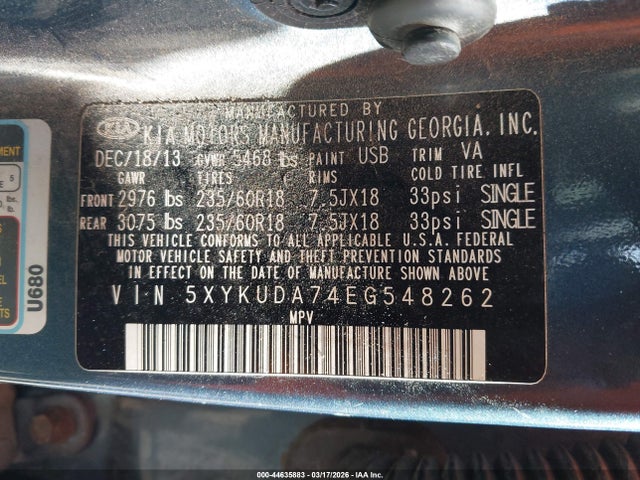 MANUFACTURED BY
KIA KIA MOTORS MANUFACTURING GEORGIA, INC.
DEC/18/13 GVWR 5468 lbs PAINT USB TRIM VA
GAWR TIRES RIMS COLD TIRE INFL
FRONT 2976 lbs 235/60R18 7.5JX18 33psi SINGLE
REAR 3075 lbs 235/60R18 7.5JX18 33psi SINGLE
THIS VEHICLE CONFORMS TO ALL APPLICABLE U.S.A. FEDERAL
MOTOR VEHICLE SAFETY AND THEFT PREVENTION STANDARDS
IN EFFECT ON THE DATE OF MANUFACTURE SHOWN ABOVE
VIN 5XYKUDA74EG548262
MPV
U680
000-44635883 - 03/17/2026 - IAA Inc.